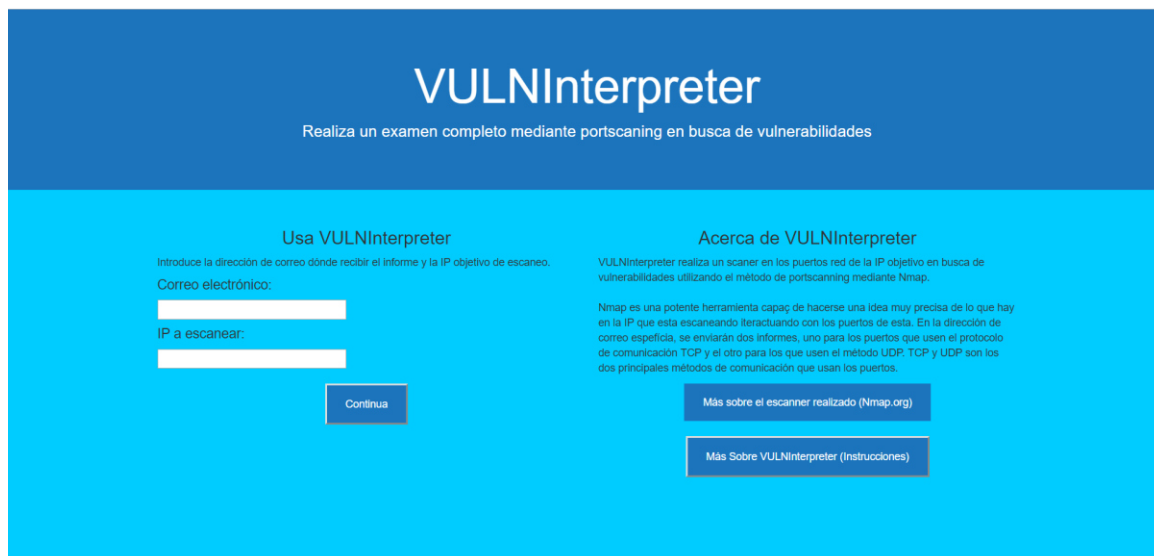 VULNInterpreter
Realiza un examen completo mediante portscaning en busca de vulnerabilidades
Usa VULNInterpreter
Introduce la dirección de correo dónde recibir el informe y la IP objetivo de escaneo.
Correo electrónico:
IP a escanear:
Continua
Acerca de VULNInterpreter
VULNInterpreter realiza un scaner en los puertos red de la IP objetivo en busca de
vulnerabilidades utilizando el método de portscanning mediante Nmap.
Nmap es una potente herramienta capaç de hacerse una idea muy precisa de lo que hay
en la IP que esta escaneando iteractuando con los puertos de esta. En la dirección de
correo espeficia, se enviarán dos informes, uno para los puertos que usen el protocolo
de comunicación TCP y el otro para los que usen el método UDP. TCP y UDP son los
dos principales métodos de comunicación que usan los puertos.
Más sobre el escanner realizado (Nmap.org)
Más Sobre VULNInterpreter (Instrucciones)